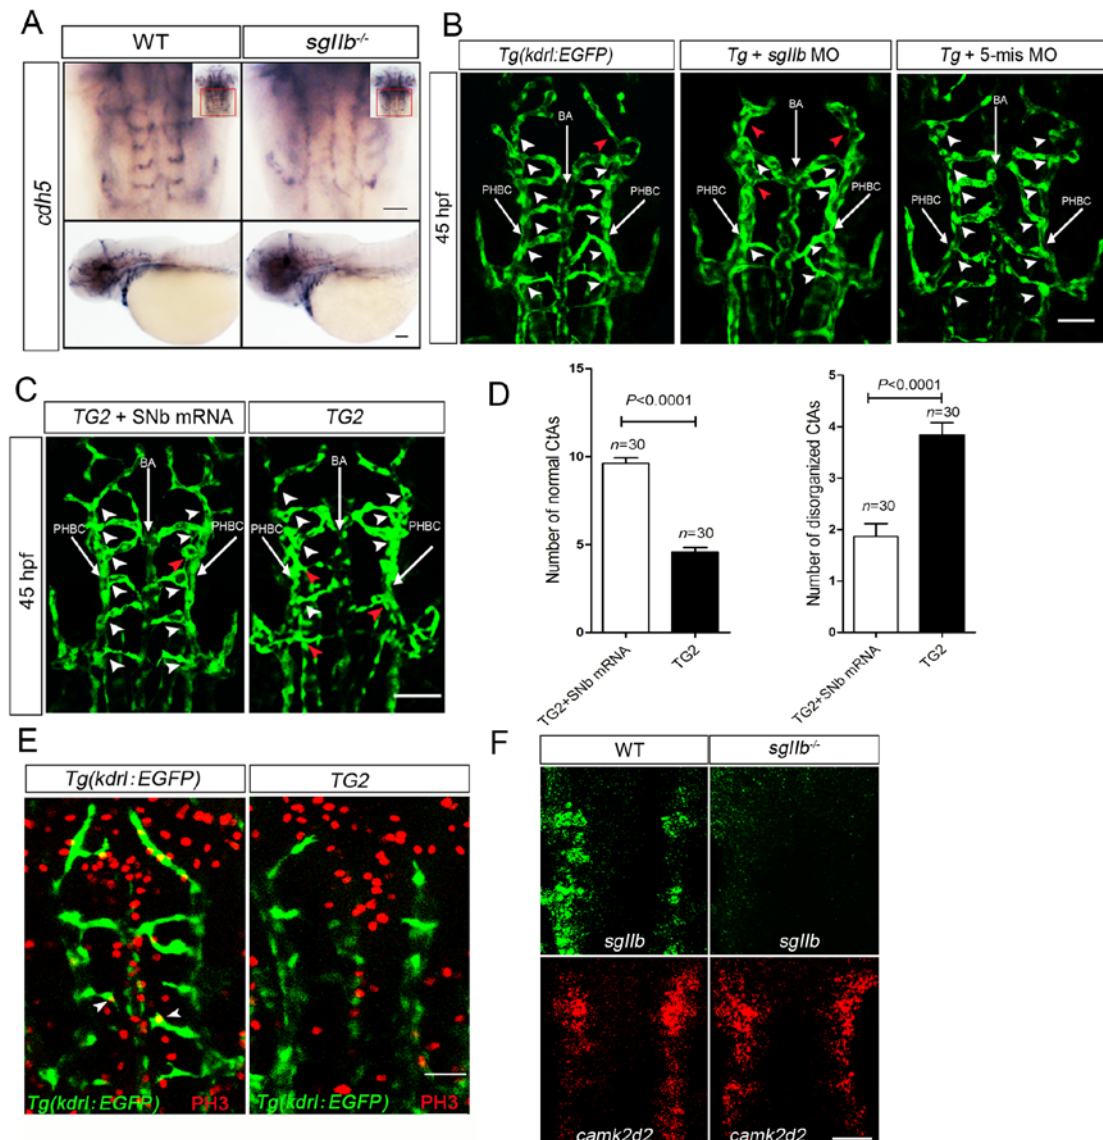 A
WT
sgIIb-/-
cdh5
B
Tg(kdrl:EGFP)
Tg + sgIIb MO
Tg + 5-mis MO
45 hpf
BA
PHBC
PHBC
BA
PHBC
PHBC
BA
PHBC
PHBC
C
TG2 + SNb mRNA
TG2
45 hpf
BA
PHBC
PHBC
BA
PHBC
PHBC
D
Number of normal CtAs
15
10
5
0
P<0.0001
n=30
n=30
TG2+SNb mRNA
TG2
Number of disorganized CtAs
5
4
3
2
1
0
P<0.0001
n=30
n=30
TG2+SNb mRNA
TG2
E
Tg(kdrl:EGFP)
TG2
Tg(kdrl:EGFP) PH3
Tg(kdrl:EGFP) PH3
F
WT
sgIIb-/-
sgIIb
sgIIb
camk2d2
camk2d2